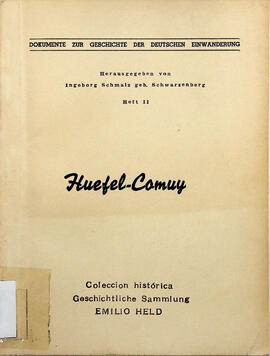 DOKUMENTE ZUR GESCHICHTE DER DEUTSCHEN EINWANDERUNG
Herausgegeben von
Ingeborg Schmalz geb. Schwarzenberg
Heft II
Huefel-Comuy
Coleccion histórica
Geschichtliche Sammlung
EMILIO HELD